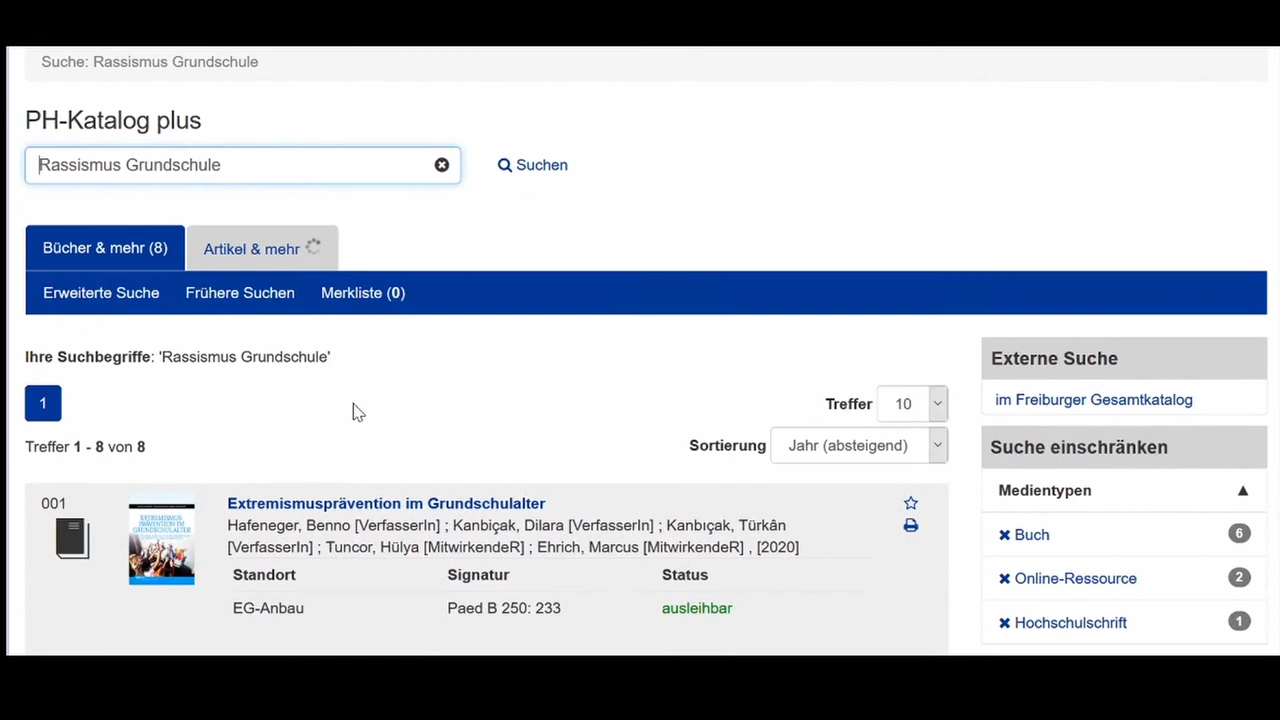 Suche: Rassismus Grundschule
PH-Katalog plus
Rassismus Grundschule
Suchen
Bücher & mehr (8)
Artikel & mehr
Erweiterte Suche
Frühere Suchen
Merkliste (0)
Ihre Suchbegriffe: 'Rassismus Grundschule'
1
Treffer 10
Treffer 1 - 8 von 8
Sortierung Jahr (absteigend)
001
Extremismusprävention im Grundschulalter
Hafeneger, Benno [VerfasserIn] ; Kanbiçak, Dilara [VerfasserIn] ; Kanbıçak, Türkân
[VerfasserIn] ; Tuncor, Hülya [MitwirkendeR] ; Ehrich, Marcus [MitwirkendeR] , [2020]
Standort Signatur Status
EG-Anbau Paed B 250: 233 ausleihbar
EXTREMISMUS
PRÄVENTION IM
GRUNDSCHULALTER
Externe Suche
im Freiburger Gesamtkatalog
Suche einschränken
Medientypen
Buch 6
Online-Ressource 2
Hochschulschrift 1